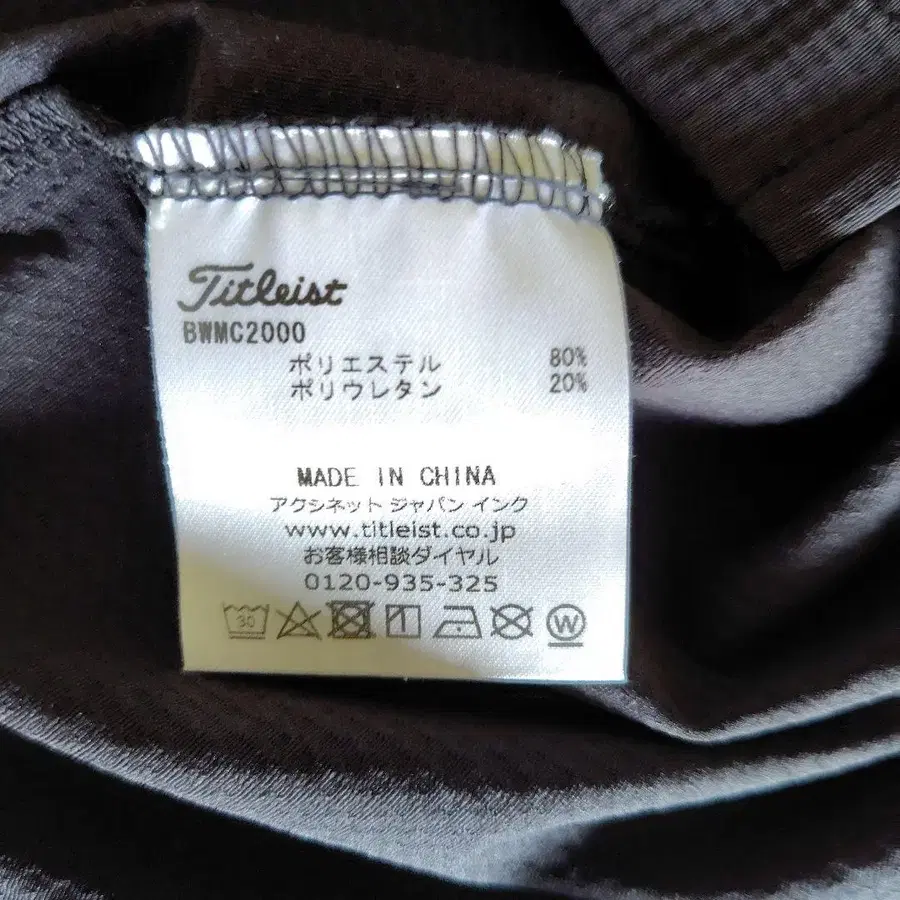 Titleist
BWMC2000
ポリエステル 80%
ポリウレタン 20%
MADE IN CHINA
アクシネット ジャパン インク
www.titleist.co.jp
お客様相談ダイヤル
0120-935-325
30 W